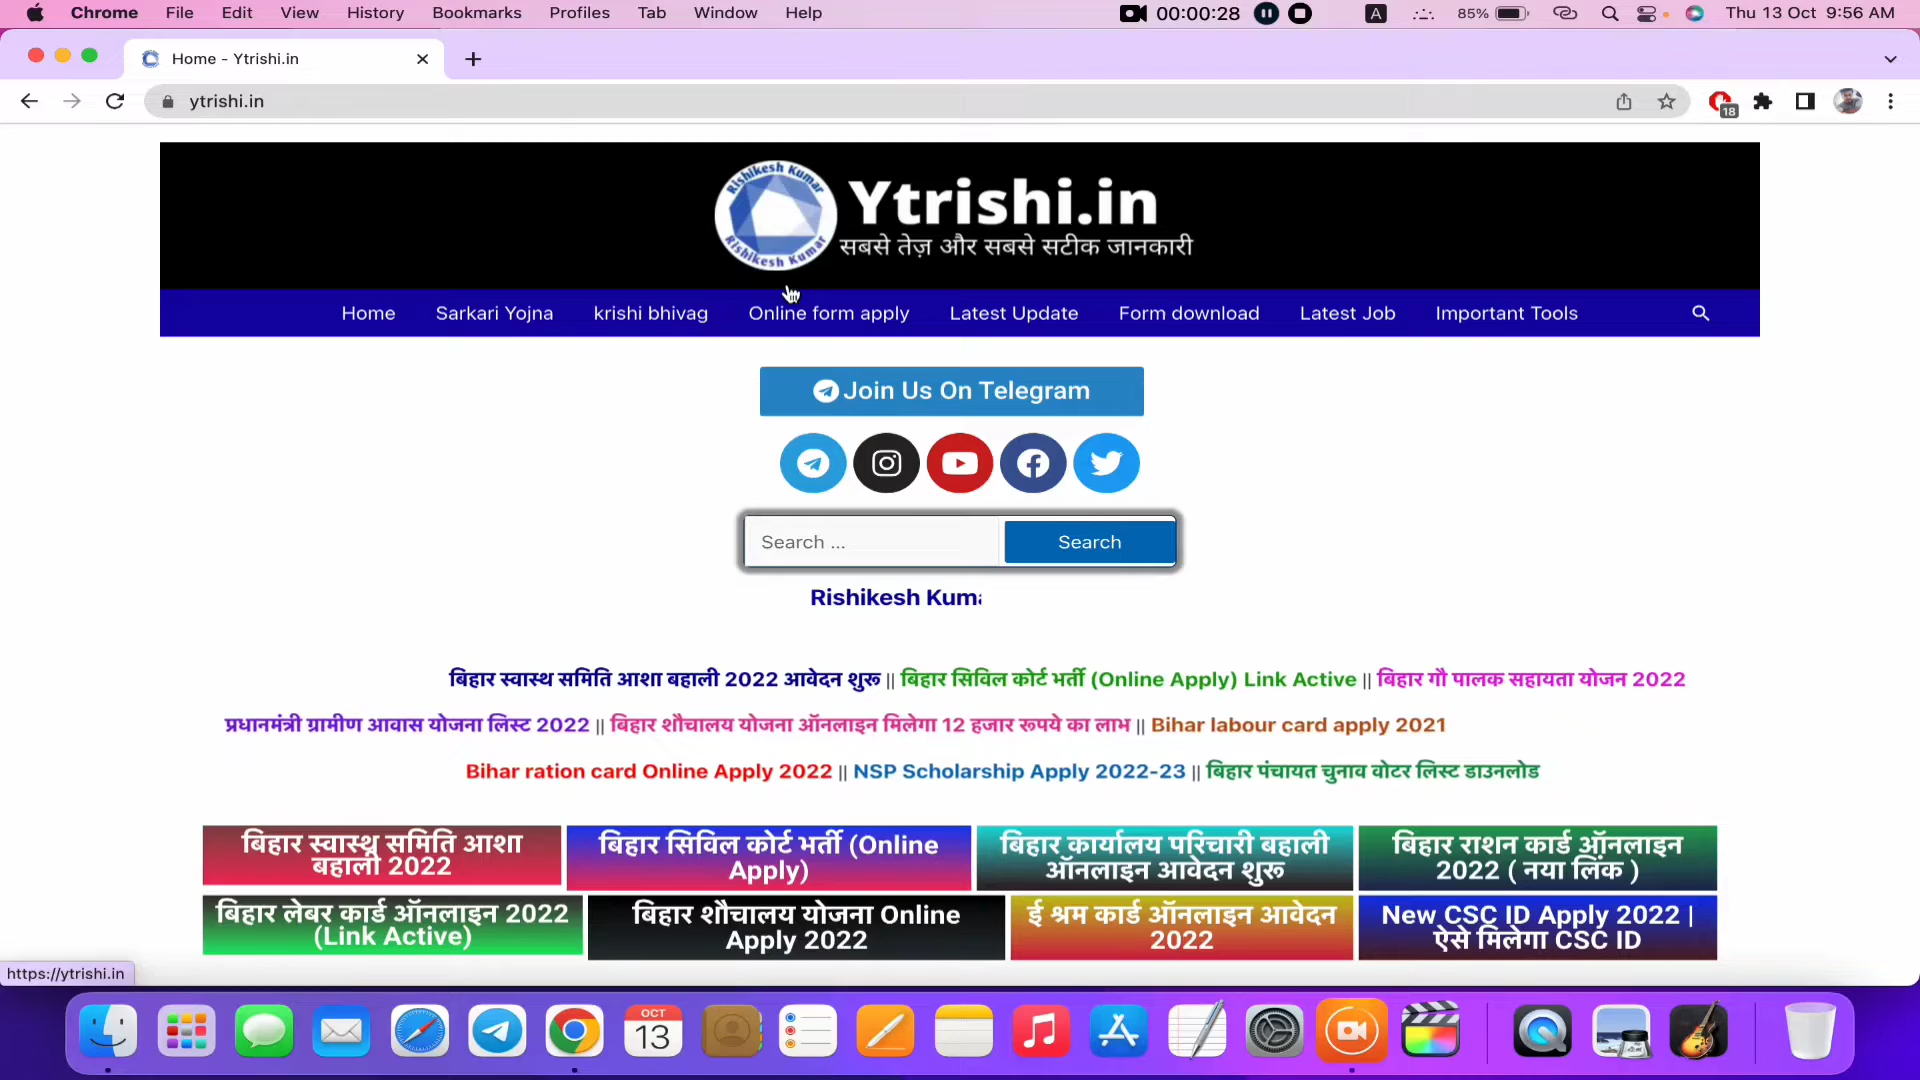 Chrome File Edit View History Bookmarks Profiles Tab Window Help 00:00:28 A 85% Thu 13 Oct 9:56 AM
Home - Ytrishi.in
ytrishi.in
18
Rishikesh Kumar
Rishikesh Kumar
Ytrishi.in
सबसे तेज़ और सबसे सटीक जानकारी
Home Sarkari Yojna krishi bhivag Online form apply Latest Update Form download Latest Job Important Tools
Join Us On Telegram
Search ... Search
Rishikesh Kuma
बिहार स्वास्थ समिति आशा बहाली 2022 आवेदन शुरू || बिहार सिविल कोर्ट भर्ती (Online Apply) Link Active || बिहार गौ पालक सहायता योजन 2022
प्रधानमंत्री ग्रामीण आवास योजना लिस्ट 2022 || बिहार शौचालय योजना ऑनलाइन मिलेगा 12 हजार रूपये का लाभ || Bihar labour card apply 2021
Bihar ration card Online Apply 2022 || NSP Scholarship Apply 2022-23 || बिहार पंचायत चुनाव वोटर लिस्ट डाउनलोड
बिहार स्वास्थ समिति आशा
बहाली 2022
बिहार सिविल कोर्ट भर्ती (Online
Apply)
बिहार कार्यालय परिचारी बहाली
ऑनलाइन आवेदन शुरू
बिहार राशन कार्ड ऑनलाइन
2022 ( नया लिंक )
बिहार लेबर कार्ड ऑनलाइन 2022
(Link Active)
बिहार शौचालय योजना Online
Apply 2022
ई श्रम कार्ड ऑनलाइन आवेदन
2022
New CSC ID Apply 2022 |
ऐसे मिलेगा CSC ID
https://ytrishi.in
OCT
13